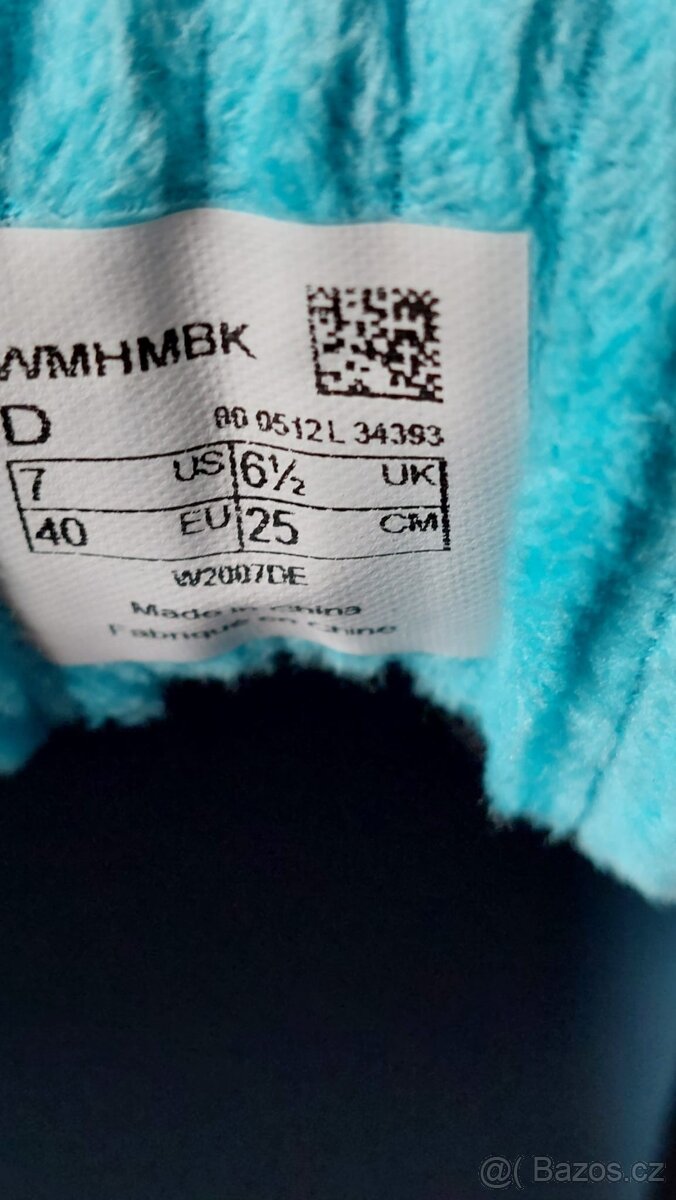 WMHMBK
D
80 0512L 34393
7 US 6½ UK
40 EU 25 CM
W2007DE
Made in China
Fabriqué en Chine
@( Bazos.cz